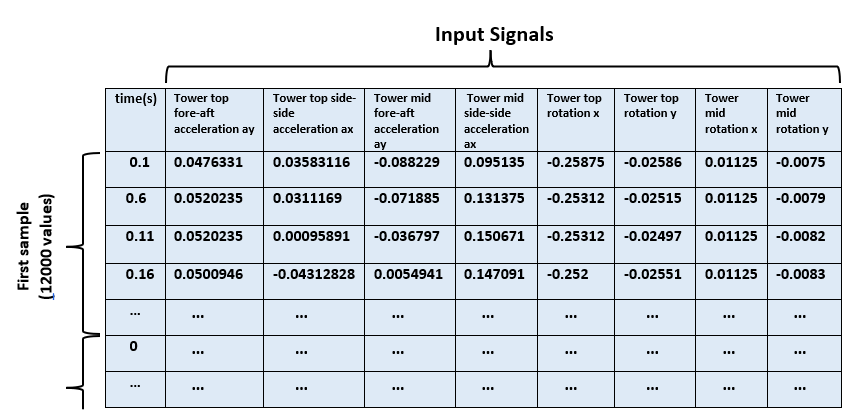 Input Signals
time(s) Tower top fore-aft acceleration ay Tower top side-side acceleration ax Tower mid fore-aft acceleration ay Tower mid side-side acceleration ax Tower top rotation x Tower top rotation y Tower mid rotation x Tower mid rotation y
First sample
(12000 values)
0.1 0.0476331 0.03583116 -0.088229 0.095135 -0.25875 -0.02586 0.01125 -0.0075
0.6 0.0520235 0.0311169 -0.071885 0.131375 -0.25312 -0.02515 0.01125 -0.0079
0.11 0.0520235 0.00095891 -0.036797 0.150671 -0.25312 -0.02497 0.01125 -0.0082
0.16 0.0500946 -0.04312828 0.0054941 0.147091 -0.252 -0.02551 0.01125 -0.0083
... ... ... ... ... ... ... ... ...
0 ... ... ... ... ... ... ... ...
... ... ... ... ... ... ... ... ...